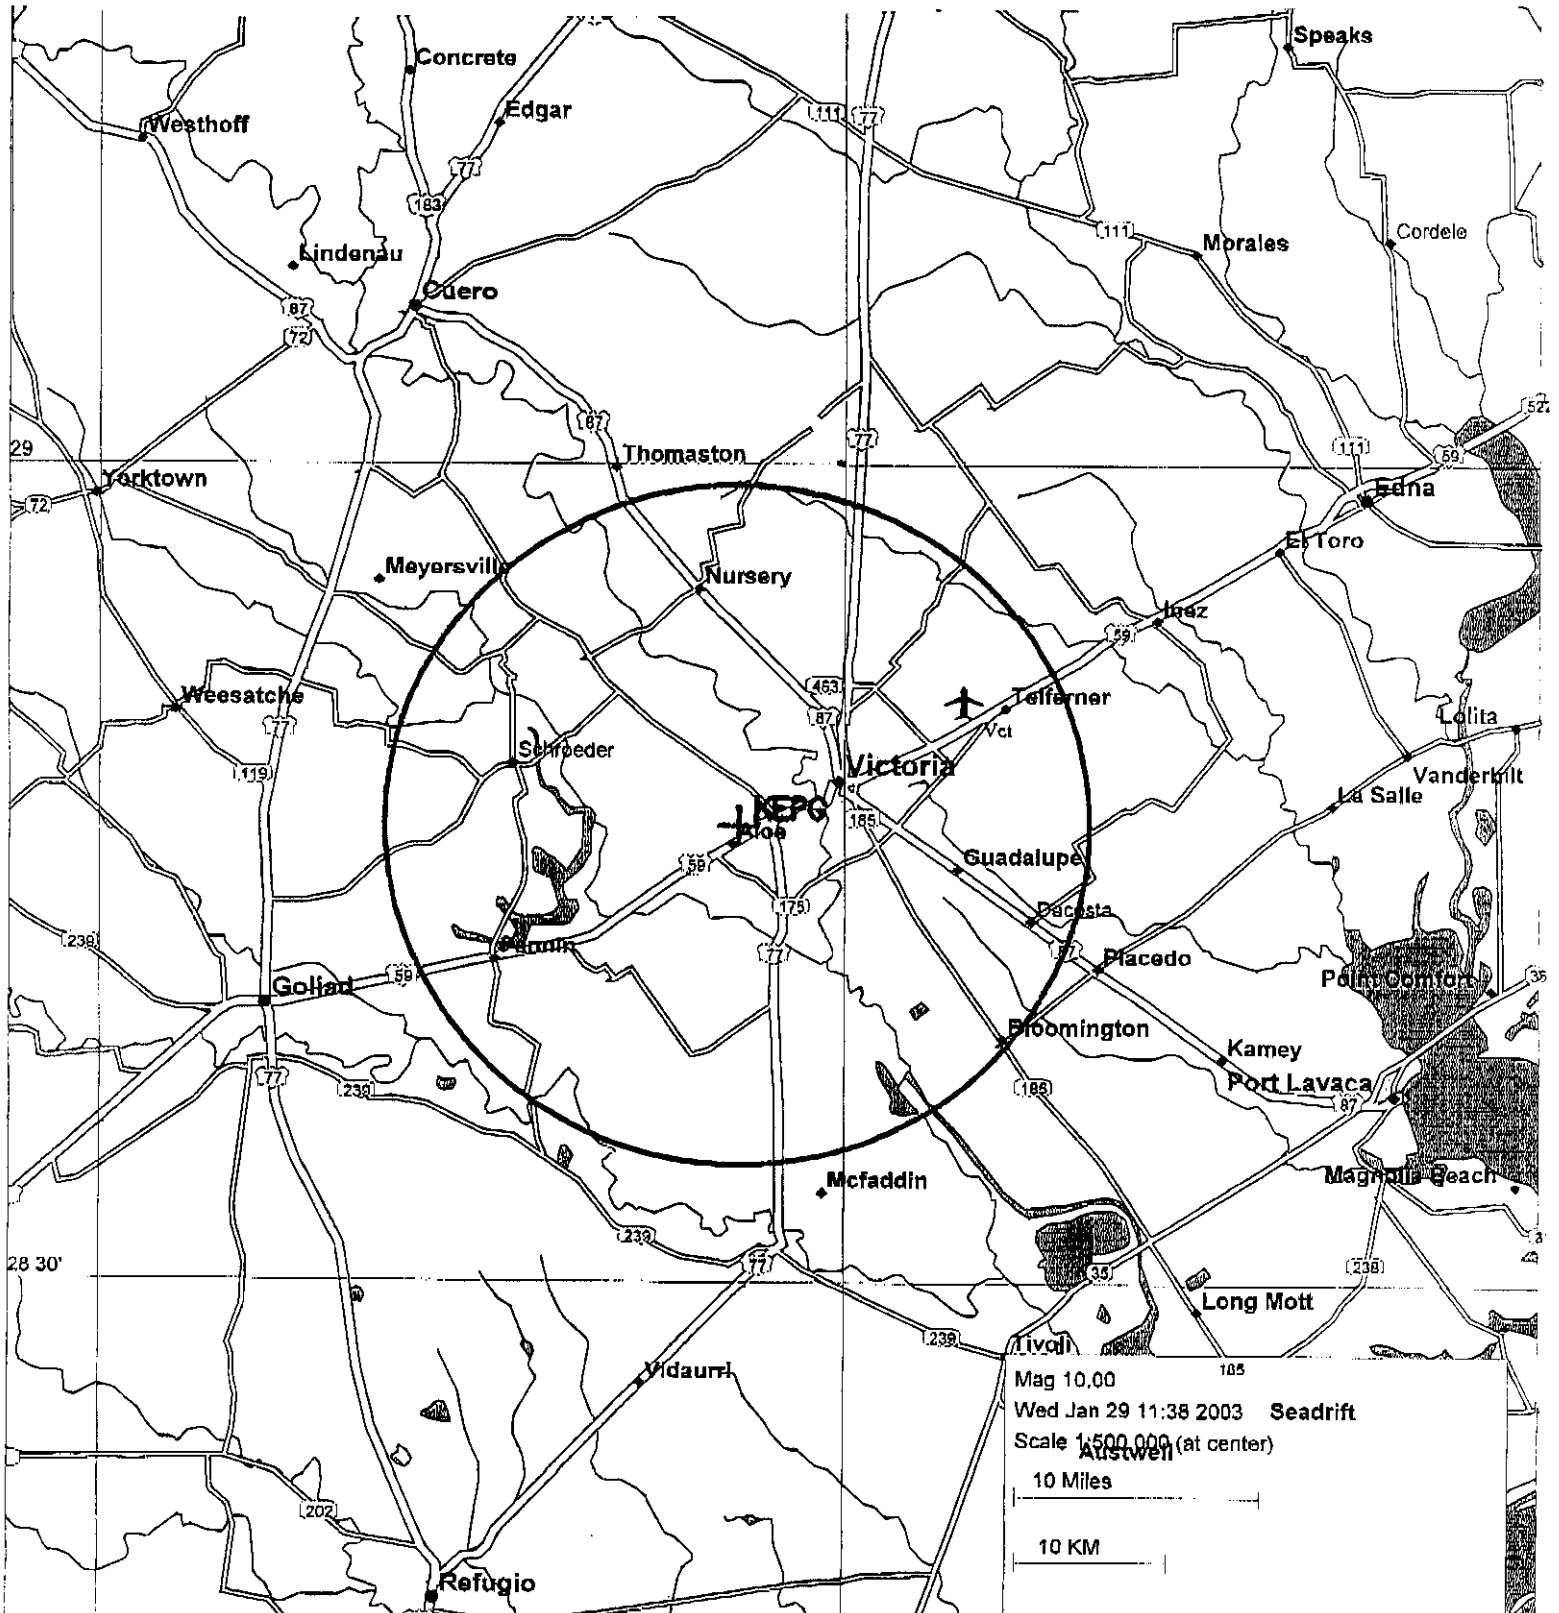 Speaks
Concrete
Edgar
Westhoff
111
77
77
183
Cordele
111
Morales
Lindenau
Cuero
87
72
87
77
111
59
29
Thomaston
Yorktown
72
Edna
El Toro
Meyersville
Nursery
Inez
59
463
Weesatche
77
87
Telferner
Vct
Lolita
Schroeder
119
Victoria
Vanderbilt
La Salle
KEPG
Aloe
185
59
Guadalupe
175
Dacosta
239
77
87
Placedo
59
Goliad
Point Comfort
35
Bloomington
Kamey
77
239
185
Port Lavaca
87
Mcfaddin
Magnolia Beach
239
77
28 30'
35
238
Long Mott
239
Tivoli
Vidaurri
185
Mag 10.00
Wed Jan 29 11:38 2003 Seadrift
Scale 1:500,000 (at center)
Austwell
10 Miles
202
10 KM
Refugio